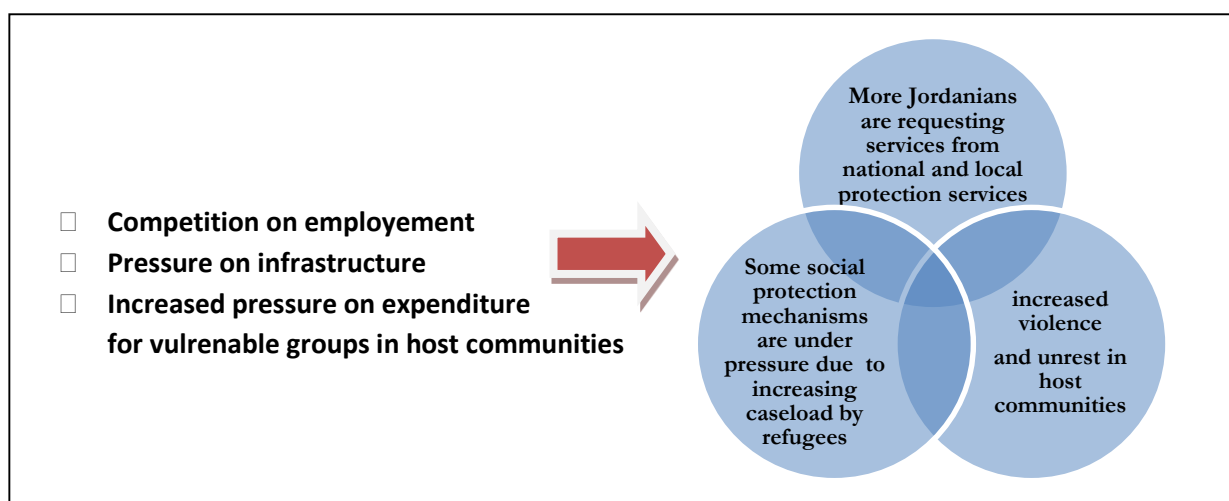 Competition on employement
Pressure on infrastructure
Increased pressure on expenditure
for vulrenable groups in host communities
More Jordanians
are requesting
services from
national and local
protection services
Some social
protection
mechanisms
are under
pressure due to
increasing
caseload by
refugees
increased
violence
and unrest in
host
communities